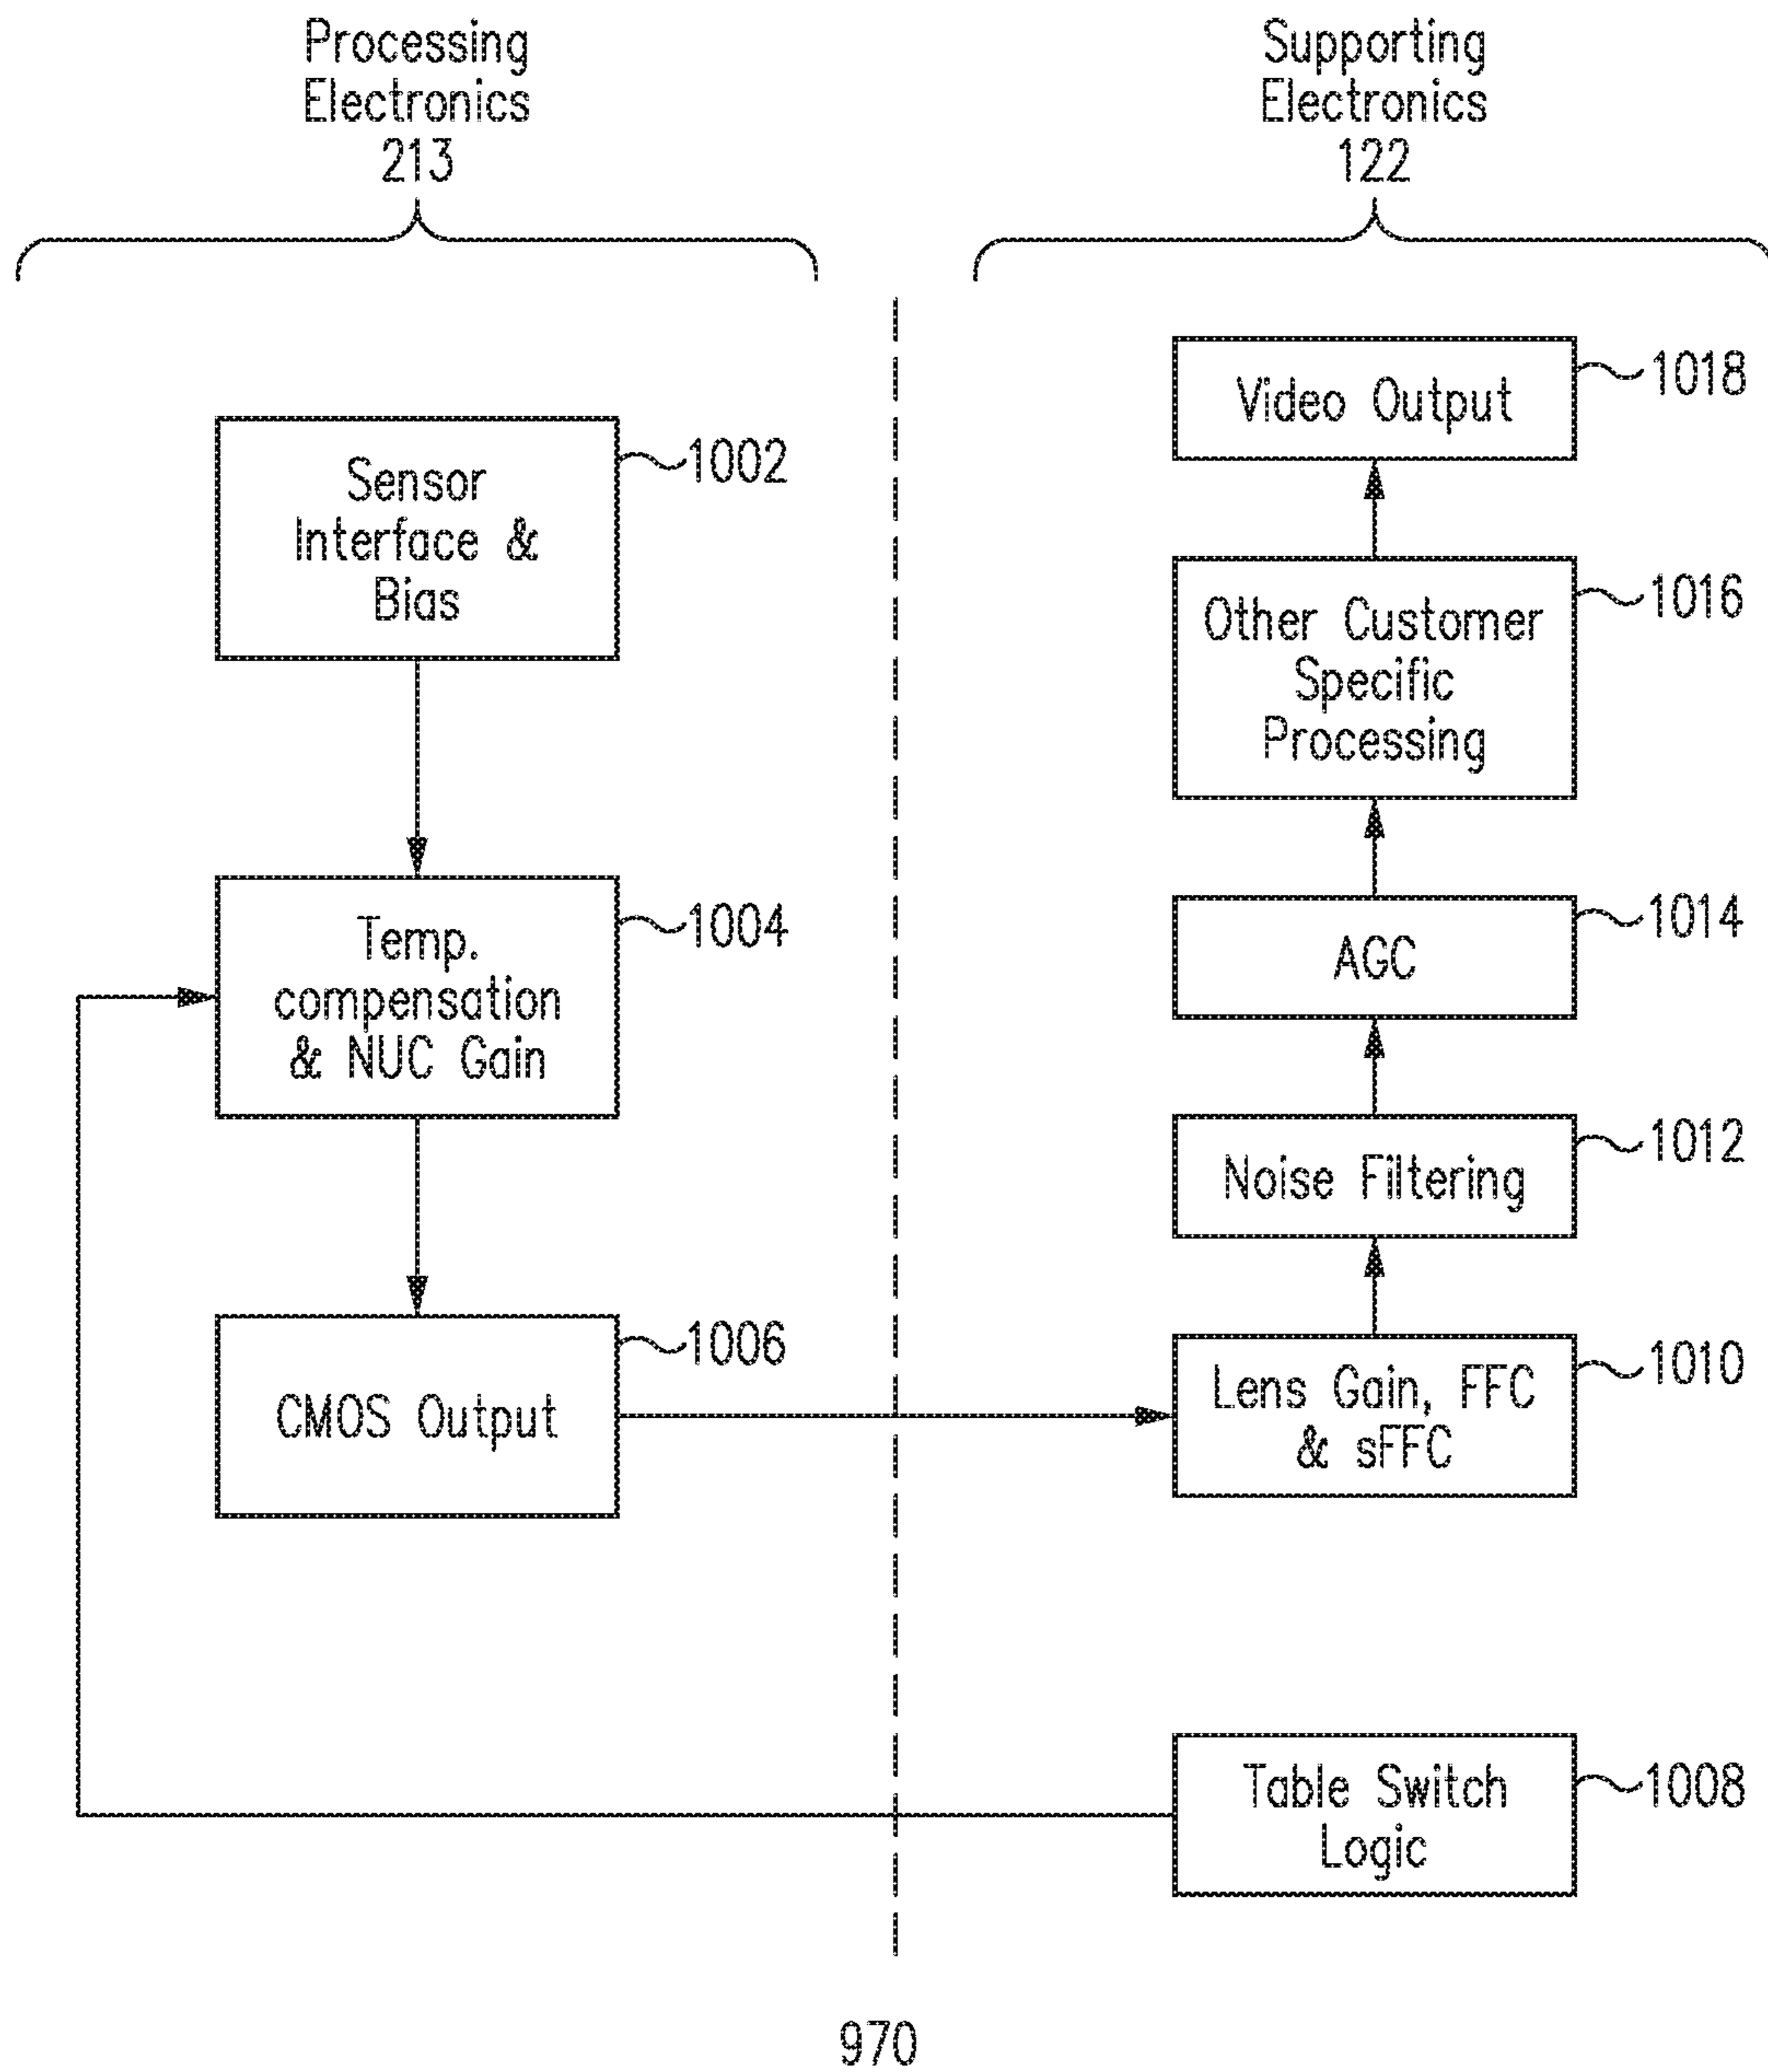 Processing
Electronics
213
Supporting
Electronics
122
Sensor
Interface &
Bias
1002
Temp.
compensation
& NUC Gain
1004
CMOS Output
1006
Video Output
1018
Other Customer
Specific
Processing
1016
AGC
1014
Noise Filtering
1012
Lens Gain, FFC
& sFFC
1010
Table Switch
Logic
1008
970